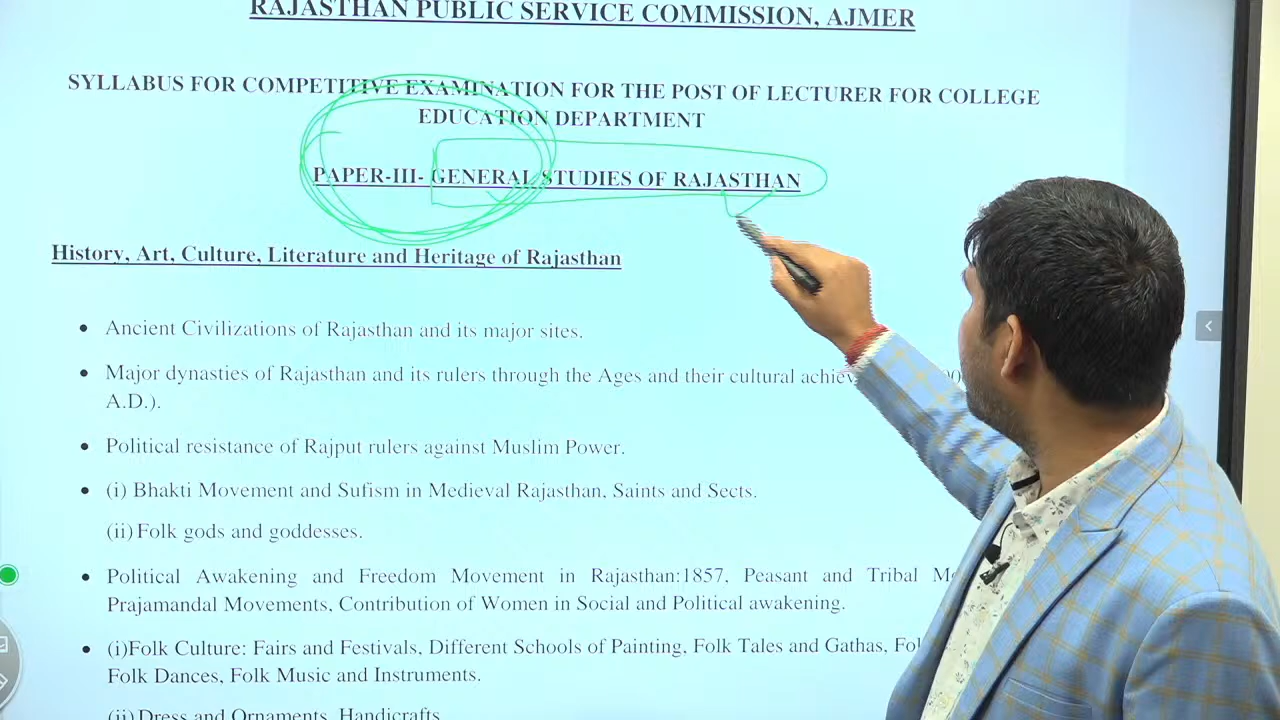 RAJASTHAN PUBLIC SERVICE COMMISSION, AJMER
SYLLABUS FOR COMPETITIVE EXAMINATION FOR THE POST OF LECTURER FOR COLLEGE
EDUCATION DEPARTMENT
PAPER-III- GENERAL STUDIES OF RAJASTHAN
History, Art, Culture, Literature and Heritage of Rajasthan
• Ancient Civilizations of Rajasthan and its major sites.
• Major dynasties of Rajasthan and its rulers through the Ages and their cultural
A.D.).
• Political resistance of Rajput rulers against Muslim Power.
• (i) Bhakti Movement and Sufism in Medieval Rajasthan, Saints and Sects.
(ii) Folk gods and goddesses.
• Political Awakening and Freedom Movement in Rajasthan:1857, Peasant and Tribal
Prajamandal Movements, Contribution of Women in Social and Political awakening.
• (i)Folk Culture: Fairs and Festivals, Different Schools of Painting, Folk Tales and Gathas,
Folk Dances, Folk Music and Instruments.
(ii) Dress and Ornaments, Handicrafts